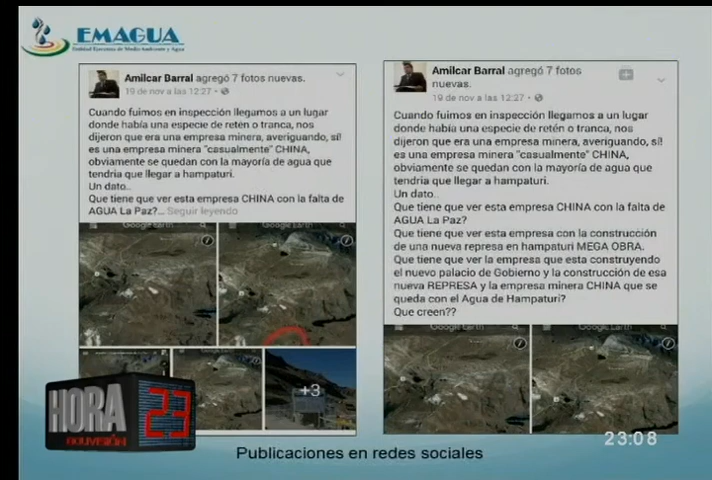 EMAGUA
Entidad Ejecutora de Medio Ambiente y Agua
Amilcar Barral agregó 7 fotos nuevas.
19 de nov a las 12:27 •
Cuando fuimos en inspección llegamos a un lugar
donde había una especie de retén o tranca, nos
dijeron que era una empresa minera, averiguando, sí!
es una empresa minera "casualmente" CHINA,
obviamente se quedan con la mayoría de agua que
tendria que llegar a hampaturi.
Un dato..
Que tiene que ver esta empresa CHINA con la falta de
AGUA La Paz?... Seguir leyendo
Google Earth
Google Earth
+3
Amilcar Barral agregó 7 fotos
nuevas.
19 de nov a las 12:27 •
Cuando fuimos en inspección llegamos a un lugar
donde había una especie de retén o tranca, nos
dijeron que era una empresa minera, averiguando, sí!
es una empresa minera "casualmente" CHINA,
obviamente se quedan con la mayoría de agua que
tendria que llegar a hampaturi.
Un dato..
Que tiene que ver esta empresa CHINA con la falta de
AGUA La Paz?
Que tiene que ver esta empresa con la construcción
de una nueva represa en hampaturi MEGA OBRA.
Que tiene que ver la empresa que esta construyendo
el nuevo palacio de Gobierno y la construcción de esa
nueva REPRESA y la empresa minera CHINA que se
queda con el Agua de Hampaturi?
Que creen??
Google Earth
Google Earth
HORA 23
NOUVISIÓN
23:08
Publicaciones en redes sociales